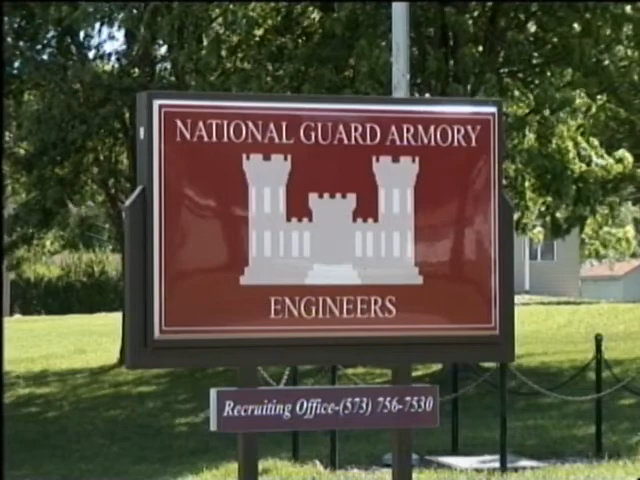 NATIONAL GUARD ARMORY
ENGINEERS
Recruiting Office-(573) 756-7530